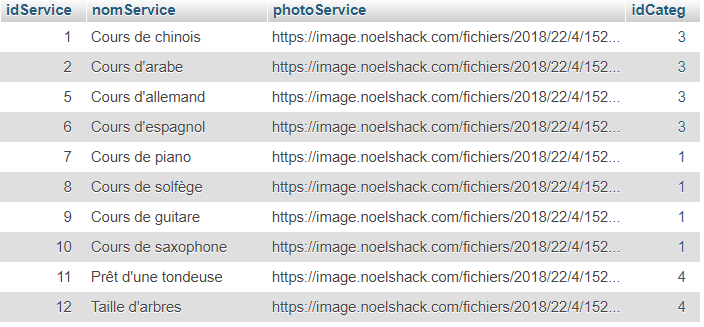 idService nomService photoService idCateg
1 Cours de chinois https://image.noelshack.com/fichiers/2018/22/4/152... 3
2 Cours d'arabe https://image.noelshack.com/fichiers/2018/22/4/152... 3
5 Cours d'allemand https://image.noelshack.com/fichiers/2018/22/4/152... 3
6 Cours d'espagnol https://image.noelshack.com/fichiers/2018/22/4/152... 3
7 Cours de piano https://image.noelshack.com/fichiers/2018/22/4/152... 1
8 Cours de solfège https://image.noelshack.com/fichiers/2018/22/4/152... 1
9 Cours de guitare https://image.noelshack.com/fichiers/2018/22/4/152... 1
10 Cours de saxophone https://image.noelshack.com/fichiers/2018/22/4/152... 1
11 Prêt d'une tondeuse https://image.noelshack.com/fichiers/2018/22/4/152... 4
12 Taille d'arbres https://image.noelshack.com/fichiers/2018/22/4/152... 4